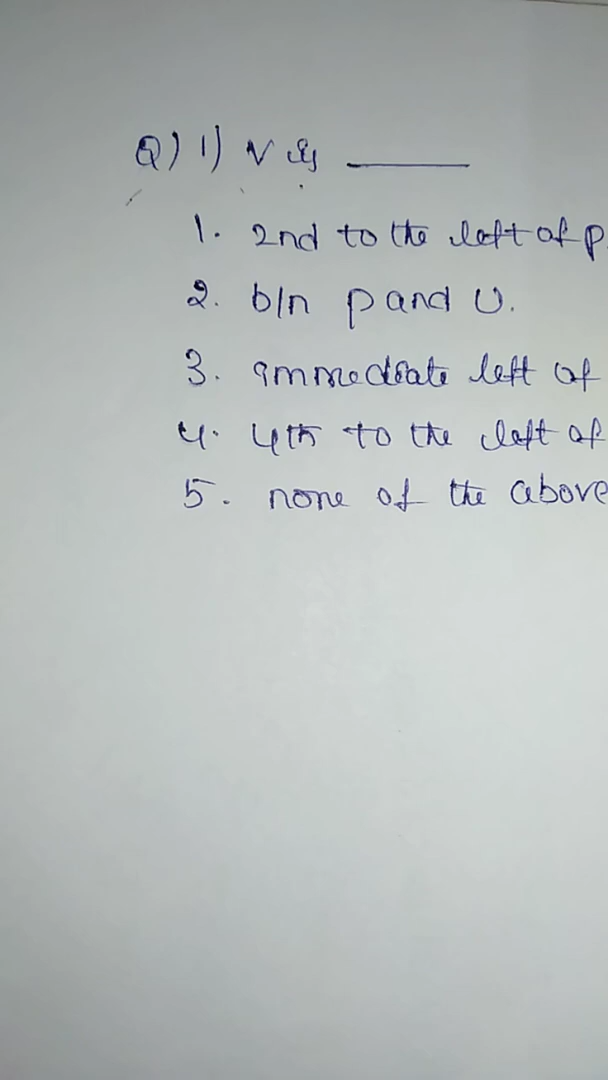 Q) 1) V is ______
1. 2nd to the left of P.
2. b/n P and U.
3. immediate left of
4. 4th to the left of
5. none of the above